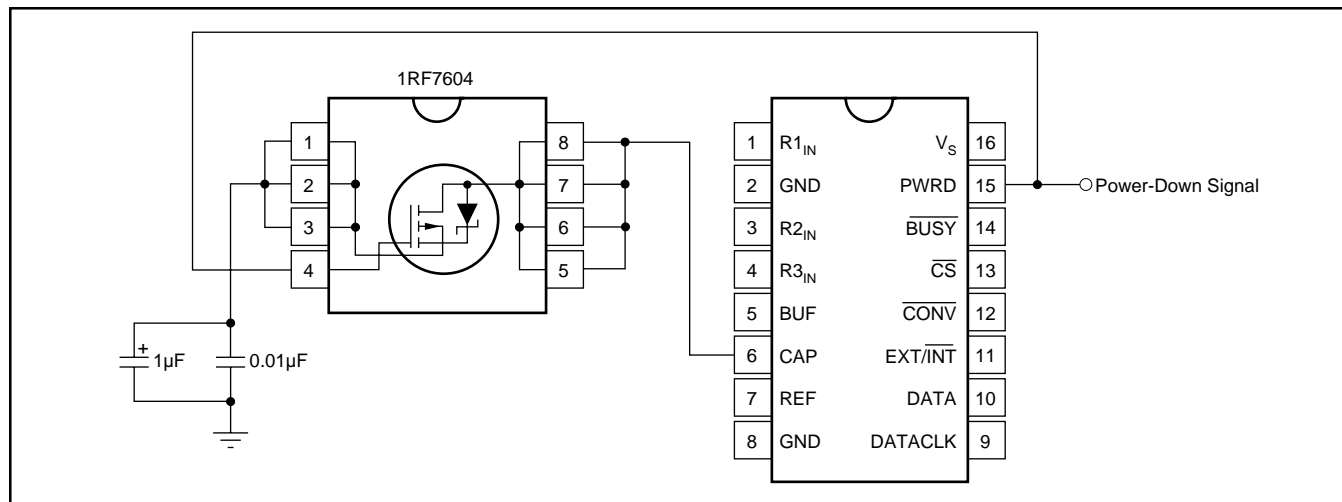 1RF7604
1
2
3
4
8
7
6
5
+
1µF
0.01µF
1 R1IN
2 GND
3 R2IN
4 R3IN
5 BUF
6 CAP
7 REF
8 GND
VS 16
PWRD 15
BUSY 14
CS 13
CONV 12
EXT/INT 11
DATA 10
DATACLK 9
Power-Down Signal